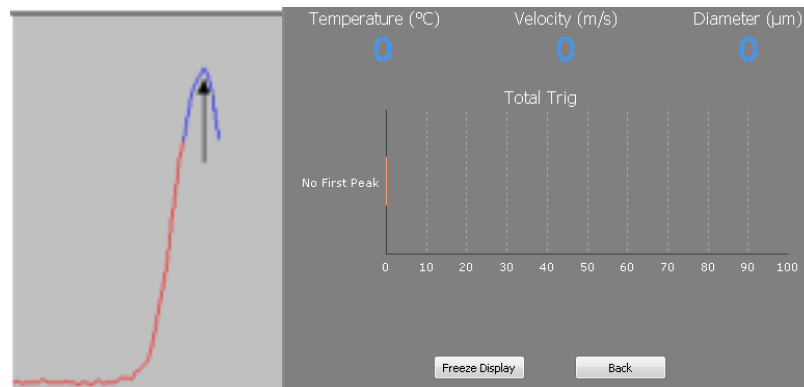 Temperature (ºC) Velocity (m/s) Diameter (µm)
0 0 0
Total Trig
No First Peak
0 10 20 30 40 50 60 70 80 90 100
Freeze Display Back